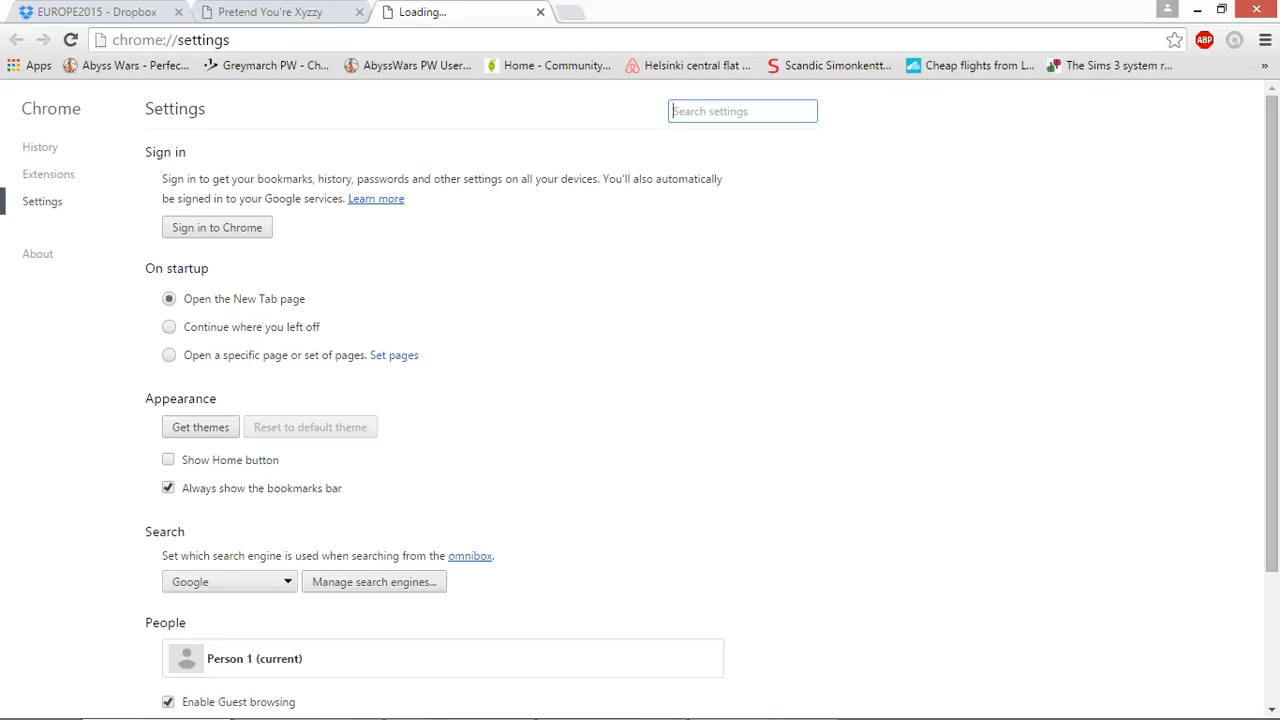 EUROPE2015 - Dropbox
Pretend You're Xyzzy
Loading...
chrome://settings
ABP
Apps
Abyss Wars - Perfec...
Greymarch PW - Ch...
AbyssWars PW User...
Home - Community...
Helsinki central flat ...
S Scandic Simonkentt...
Cheap flights from L...
The Sims 3 system r...
»
Chrome
History
Extensions
Settings
About
Settings
Search settings
Sign in
Sign in to get your bookmarks, history, passwords and other settings on all your devices. You'll also automatically
be signed in to your Google services. Learn more
Sign in to Chrome
On startup
Open the New Tab page
Continue where you left off
Open a specific page or set of pages. Set pages
Appearance
Get themes
Reset to default theme
Show Home button
Always show the bookmarks bar
Search
Set which search engine is used when searching from the omnibox.
Google
Manage search engines...
People
Person 1 (current)
Enable Guest browsing